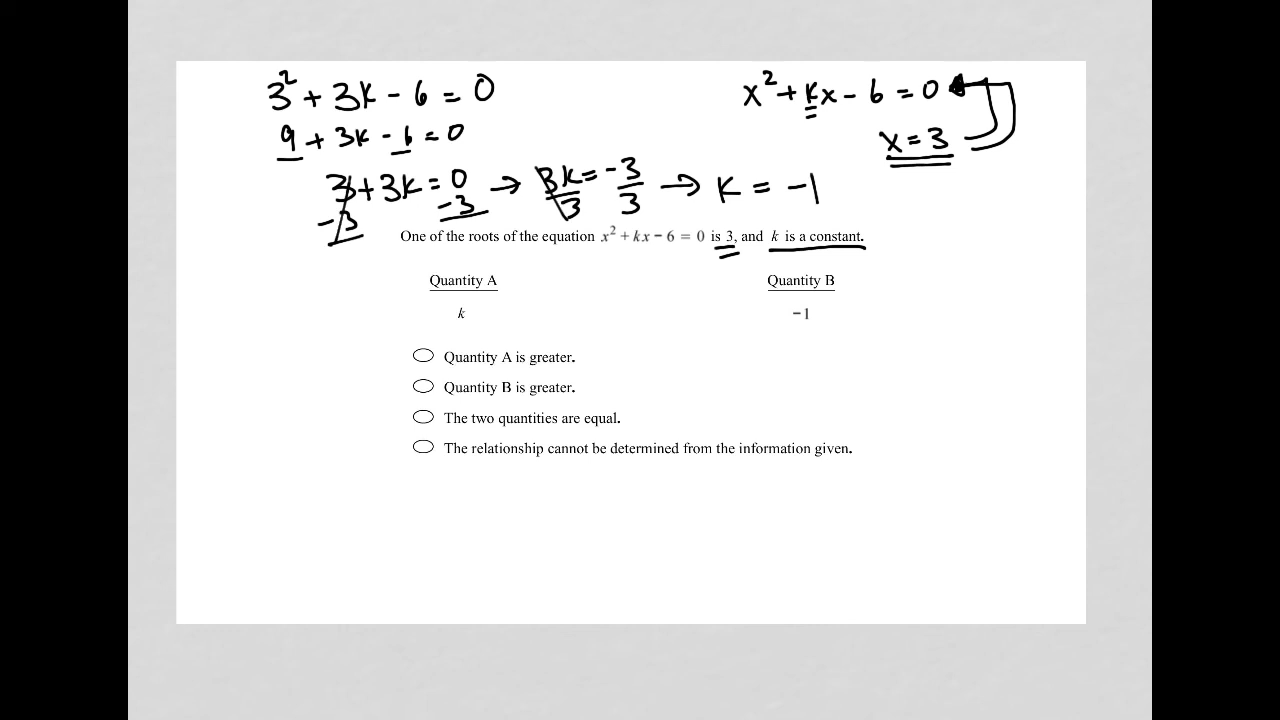 3² + 3k - 6 = 0
x² + kx - 6 = 0
9 + 3k - 6 = 0
x = 3
3 + 3k = 0 → 3k = -3 → k = -1
-3 -3 3 3
One of the roots of the equation x² + kx − 6 = 0 is 3, and k is a constant.
Quantity A
Quantity B
k
−1
Quantity A is greater.
Quantity B is greater.
The two quantities are equal.
The relationship cannot be determined from the information given.